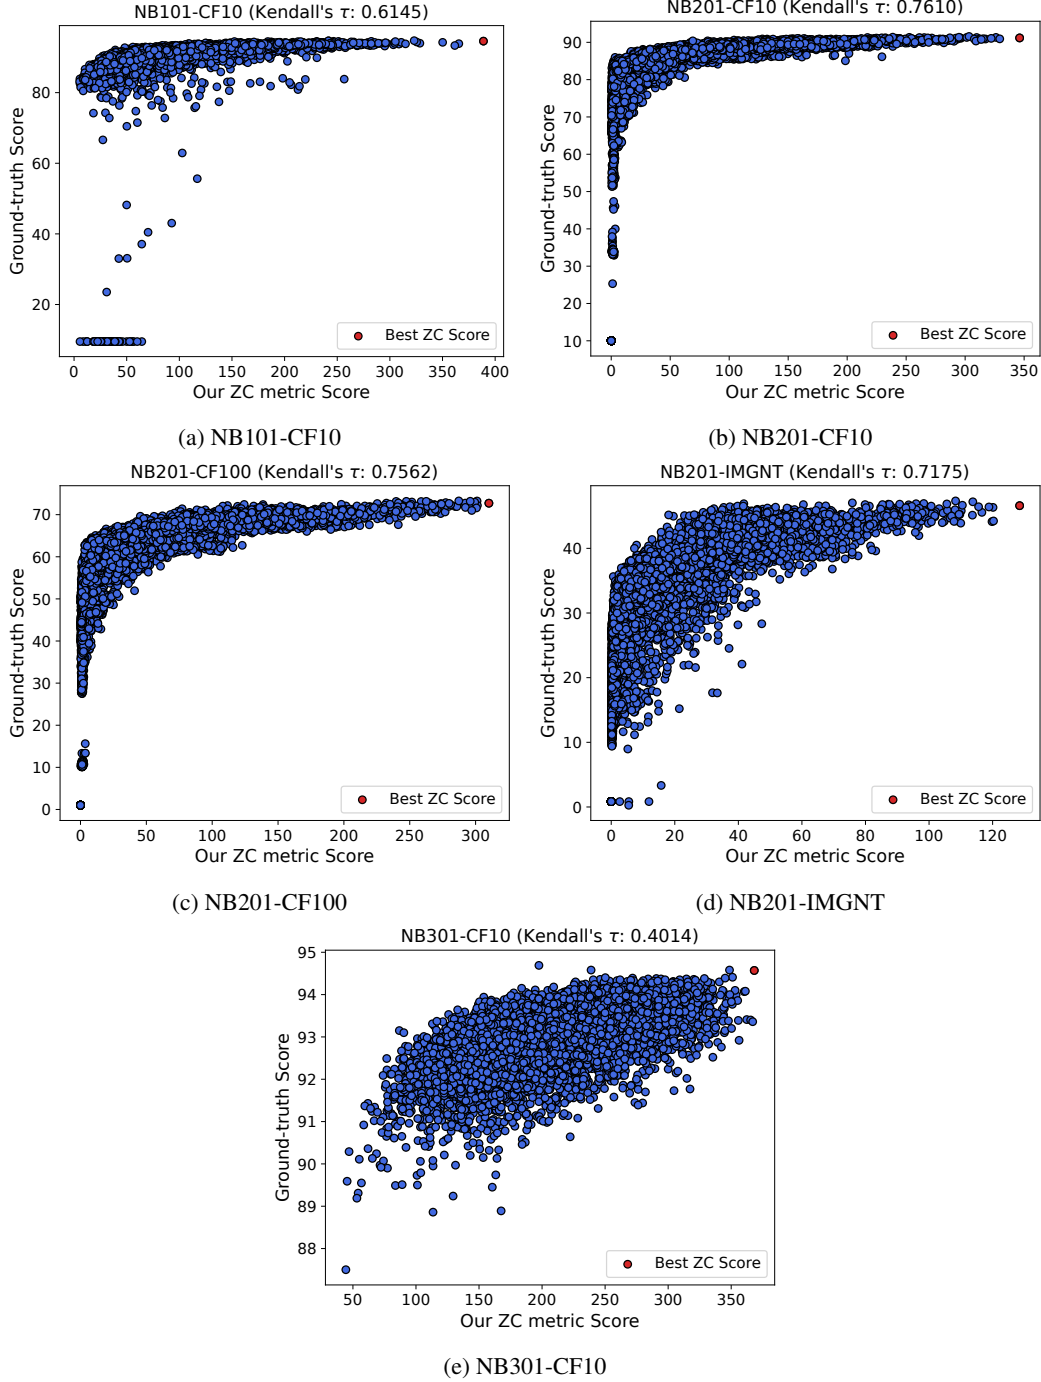 NB101-CF10 (Kendall's τ: 0.6145)
Ground-truth Score
80
60
40
20
0 50 100 150 200 250 300 350 400
Our ZC metric Score
Best ZC Score
(a) NB101-CF10
NB201-CF10 (Kendall's τ: 0.7610)
Ground-truth Score
90
80
70
60
50
40
30
20
10
0 50 100 150 200 250 300 350
Our ZC metric Score
Best ZC Score
(b) NB201-CF10
NB201-CF100 (Kendall's τ: 0.7562)
Ground-truth Score
70
60
50
40
30
20
10
0
0 50 100 150 200 250 300
Our ZC metric Score
Best ZC Score
(c) NB201-CF100
NB201-IMGNT (Kendall's τ: 0.7175)
Ground-truth Score
40
30
20
10
0
0 20 40 60 80 100 120
Our ZC metric Score
Best ZC Score
(d) NB201-IMGNT
NB301-CF10 (Kendall's τ: 0.4014)
Ground-truth Score
95
94
93
92
91
90
89
88
50 100 150 200 250 300 350
Our ZC metric Score
Best ZC Score
(e) NB301-CF10